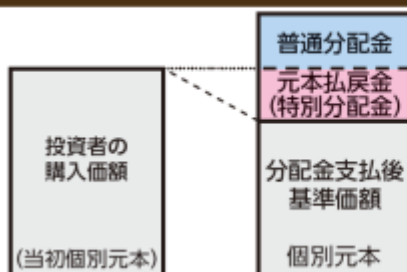 普通分配金
元本払戻金
(特別分配金)
投資者の
購入価額
(当初個別元本)
分配金支払後
基準価額
個別元本